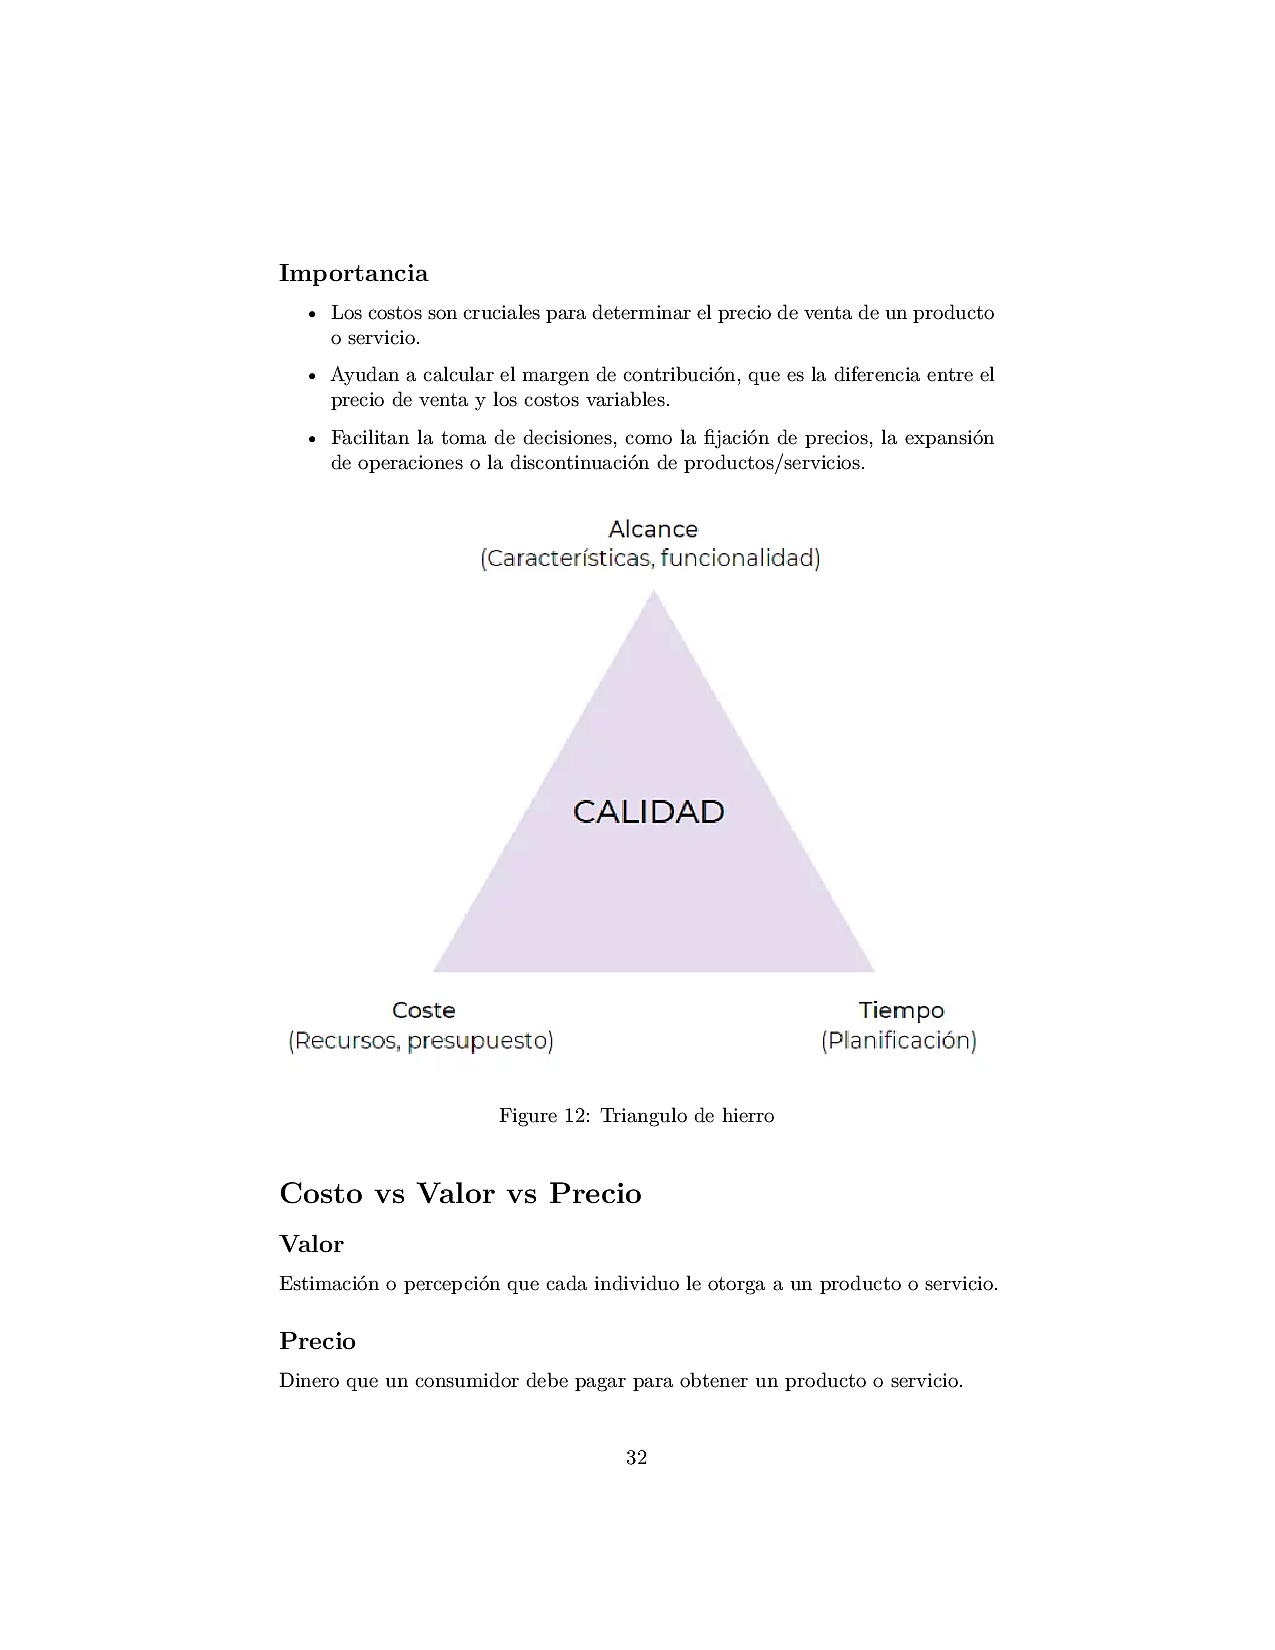 Importancia
• Los costos son cruciales para determinar el precio de venta de un producto
o servicio.
• Ayudan a calcular el margen de contribución, que es la diferencia entre el
precio de venta y los costos variables.
• Facilitan la toma de decisiones, como la fijación de precios, la expansión
de operaciones o la discontinuación de productos/servicios.
Alcance
(Características, funcionalidad)
CALIDAD
Coste
(Recursos, presupuesto)
Tiempo
(Planificación)
Figure 12: Triangulo de hierro
Costo vs Valor vs Precio
Valor
Estimación o percepción que cada individuo le otorga a un producto o servicio.
Precio
Dinero que un consumidor debe pagar para obtener un producto o servicio.
32